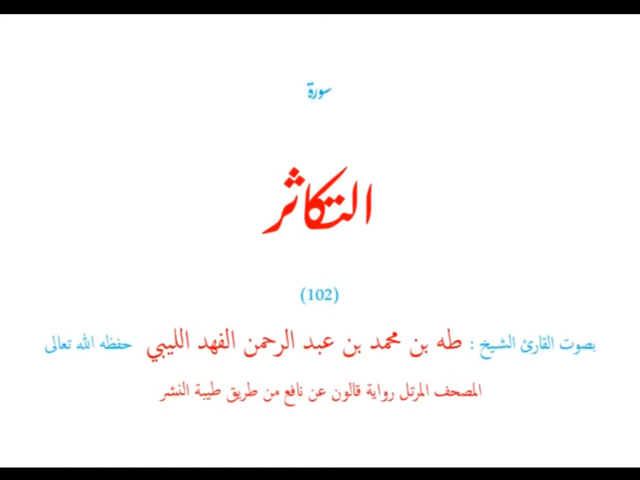 سورة
التكاثر
(102)
بصوت القارئ الشيخ : طه بن محمد بن عبد الرحمن الفهد الليبي حفظه الله تعالى
المصحف المرتل رواية قالون عن نافع من طريق طيبة النشر